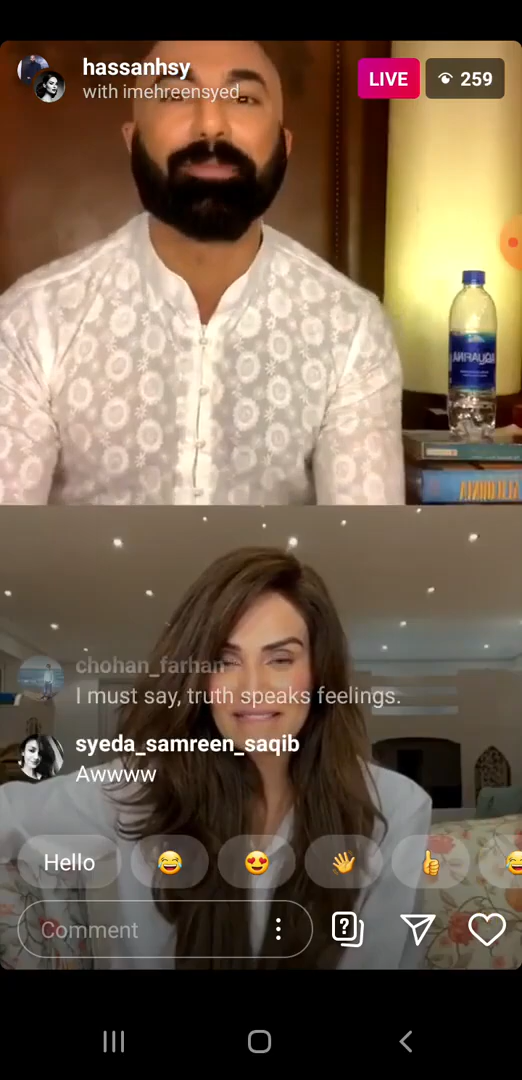 hassanhsy
LIVE
259
with imehreensyed
AQUAFINA
chohan_farhan
I must say, truth speaks feelings.
syeda_samreen_saqib
Awwww
Hello
Comment